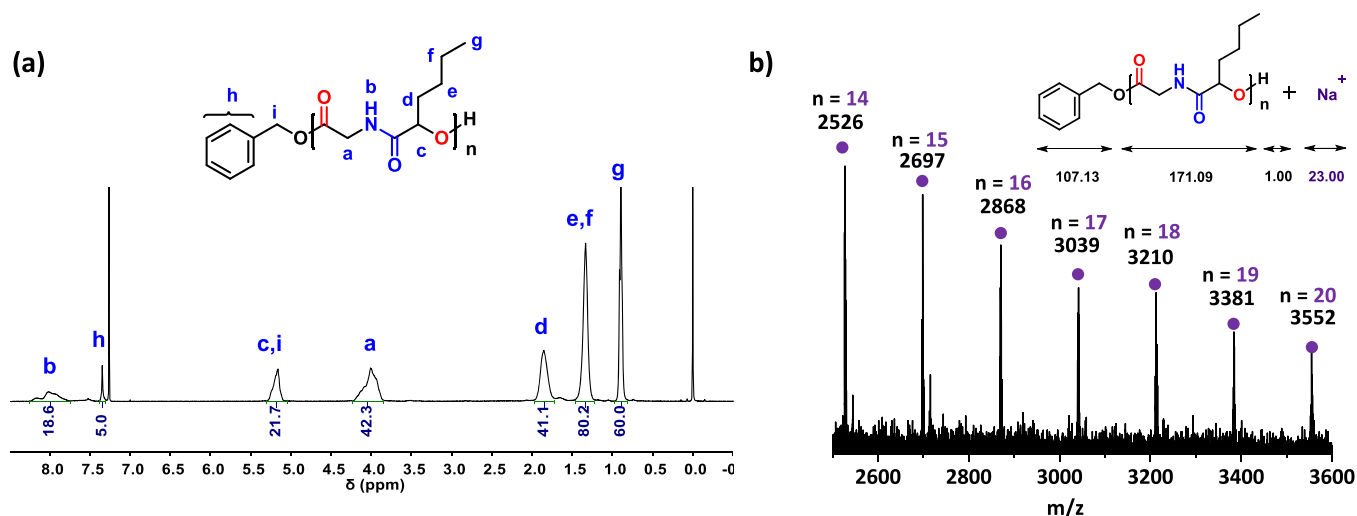 (a)
g
f
b
H
N
O
e
h
d
i
H
O
O
n
a
c
O
g
e,f
d
h
c,i
a
b
18.6
5.0
21.7
42.3
41.1
80.2
60.0
8.0 7.5 7.0 6.5 6.0 5.5 5.0 4.5 4.0 3.5 3.0 2.5 2.0 1.5 1.0 0.5 0.0 -0
δ (ppm)
b)
O
H
N
H
O
O
n
O
+ Na+
107.13
171.09
1.00
23.00
n = 14
2526
n = 15
2697
n = 16
2868
n = 17
3039
n = 18
3210
n = 19
3381
n = 20
3552
2600 2800 3000 3200 3400 3600
m/z